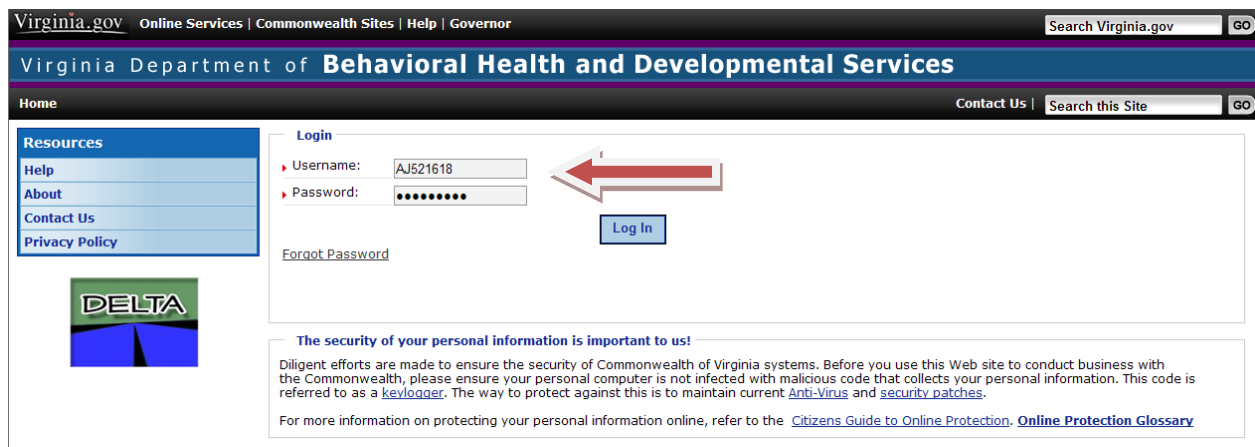 Virginia.gov Online Services | Commonwealth Sites | Help | Governor Search Virginia.gov GO
Virginia Department of Behavioral Health and Developmental Services
Home Contact Us | Search this Site GO
Resources
Help
About
Contact Us
Privacy Policy
DELTA
Login
Username: AJ521618
Password: •••••••••
Log In
Forgot Password
The security of your personal information is important to us!
Diligent efforts are made to ensure the security of Commonwealth of Virginia systems. Before you use this Web site to conduct business with
the Commonwealth, please ensure your personal computer is not infected with malicious code that collects your personal information. This code is
referred to as a keylogger. The way to protect against this is to maintain current Anti-Virus and security patches.
For more information on protecting your personal information online, refer to the Citizens Guide to Online Protection. Online Protection Glossary